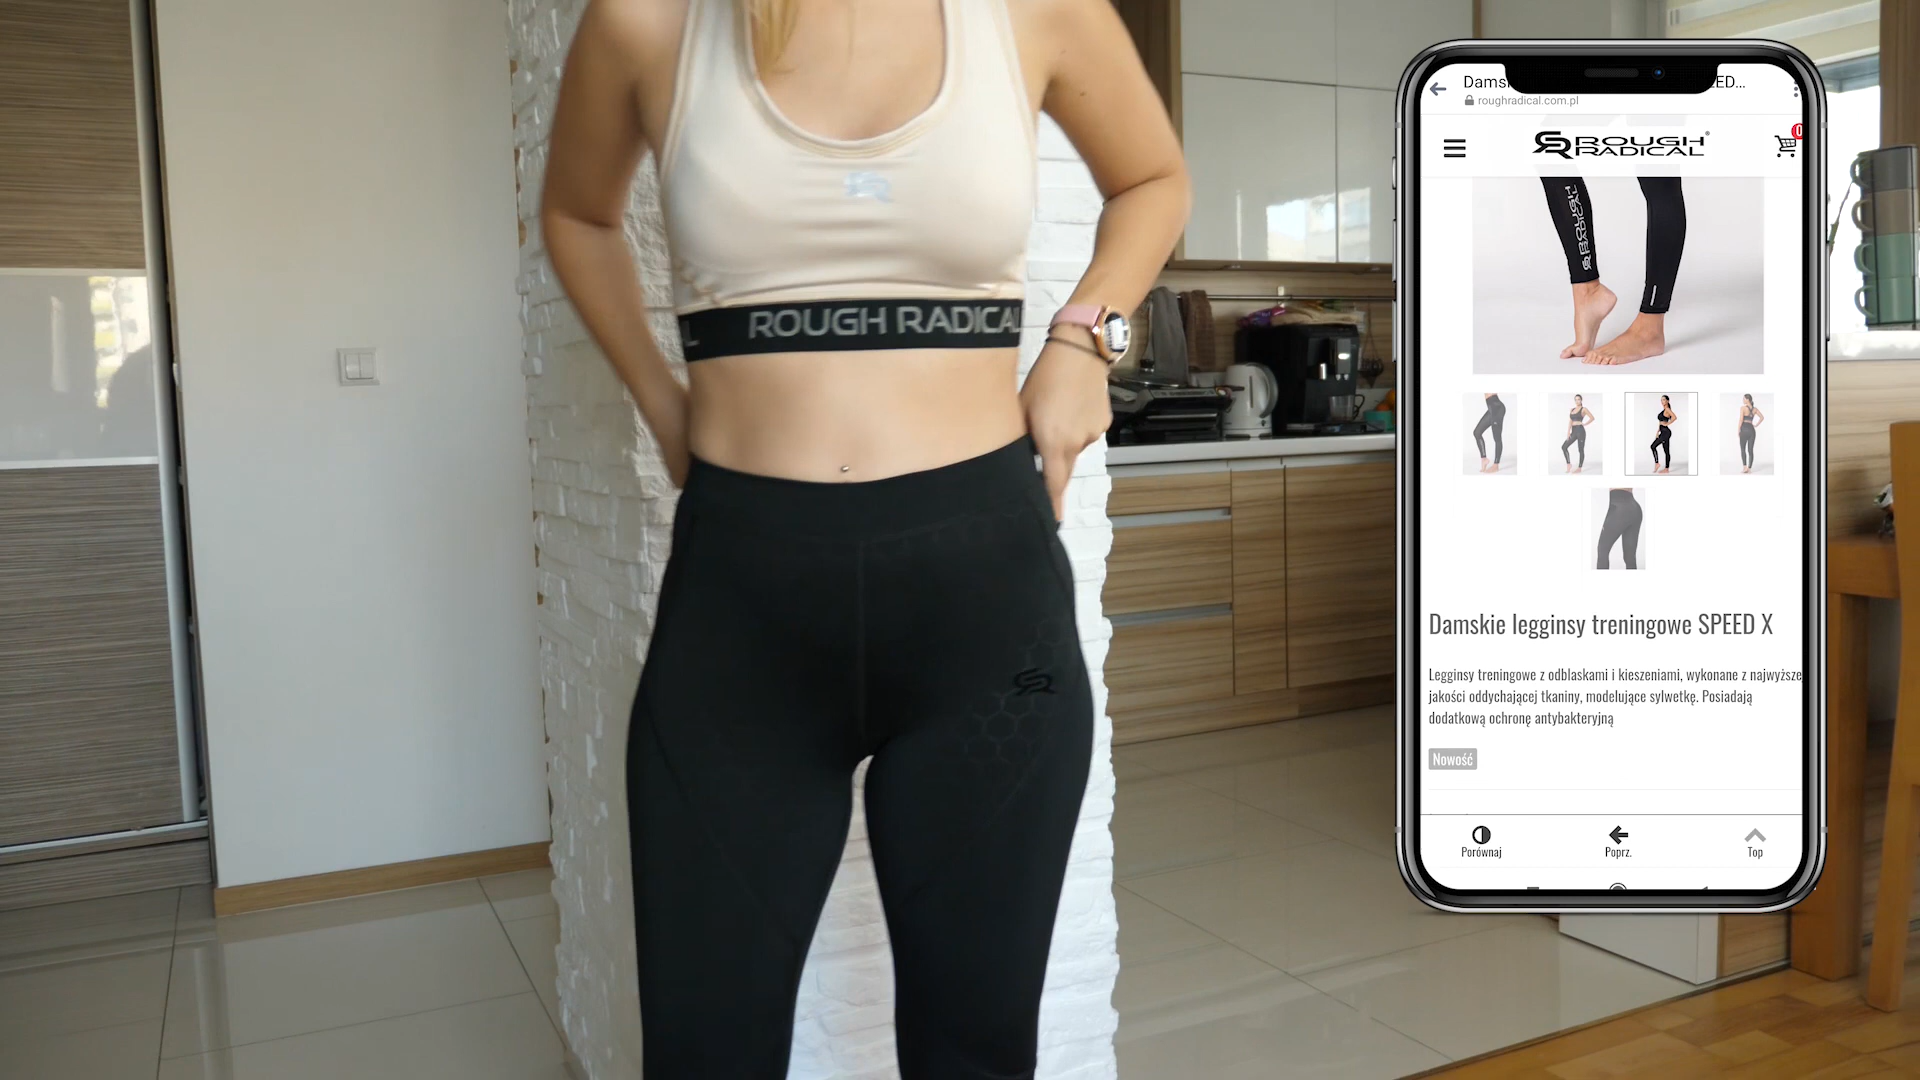 ROUGH RADICAL
L
Dams
ED...
roughradical.com.pl
0
ROUGH
RADICAL
ROUGH
RADICAL
Damskie legginsy treningowe SPEED X
Legginsy treningowe z odblaskami i kieszeniami, wykonane z najwyższe
jakości oddychającej tkaniny, modelujące sylwetkę. Posiadają
dodatkową ochronę antybakteryjną
Nowość
Porównaj
Poprz.
Top